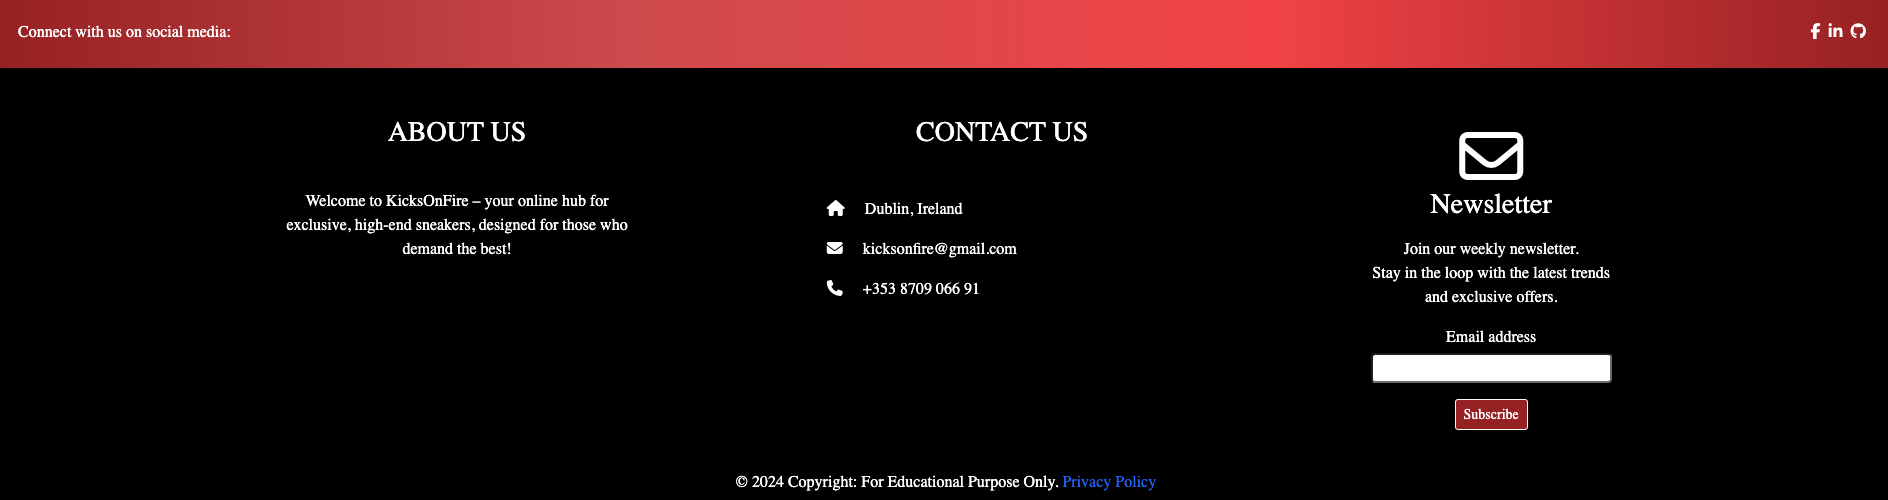 Connect with us on social media:
ABOUT US
Welcome to KicksOnFire – your online hub for
exclusive, high-end sneakers, designed for those who
demand the best!
CONTACT US
Dublin, Ireland
kicksonfire@gmail.com
+353 8709 066 91
Newsletter
Join our weekly newsletter.
Stay in the loop with the latest trends
and exclusive offers.
Email address
Subscribe
© 2024 Copyright: For Educational Purpose Only. Privacy Policy